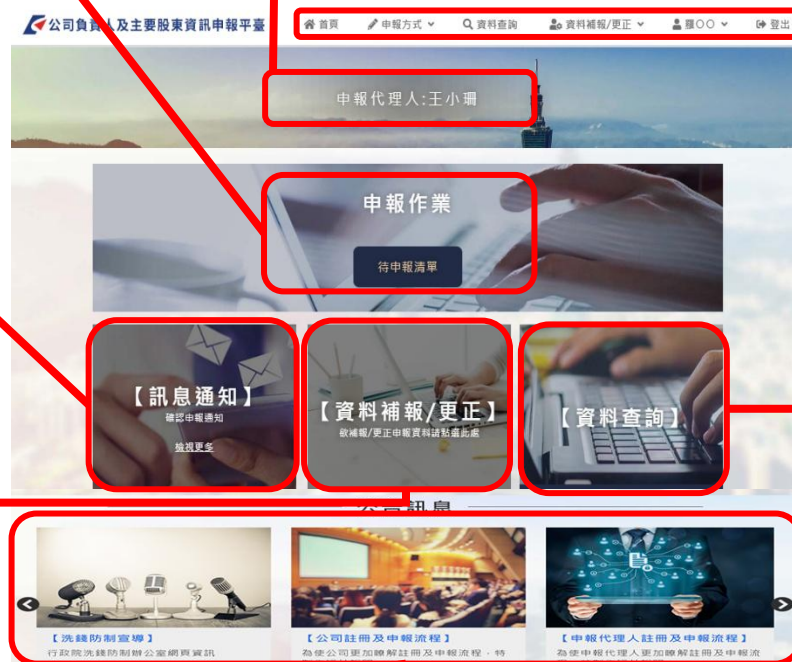 公司負責人及主要股東資訊申報平臺
首頁 申報方式 資料查詢 資料補報/更正 羅〇〇 登出
申報代理人:王小珊
申報作業
待申報清單
【訊息通知】
確認申報通知
檢視更多
【資料補報/更正】
欲補報/更正申報資料請點選此處
【資料查詢】
公司訊息
【洗錢防制宣導】
行政院洗錢防制辦公室網頁資訊
【公司註冊及申報流程】
為使公司更加瞭解註冊及申報流程，特
【申報代理人註冊及申報流程】
為使申報代理人更加瞭解註冊及申報流